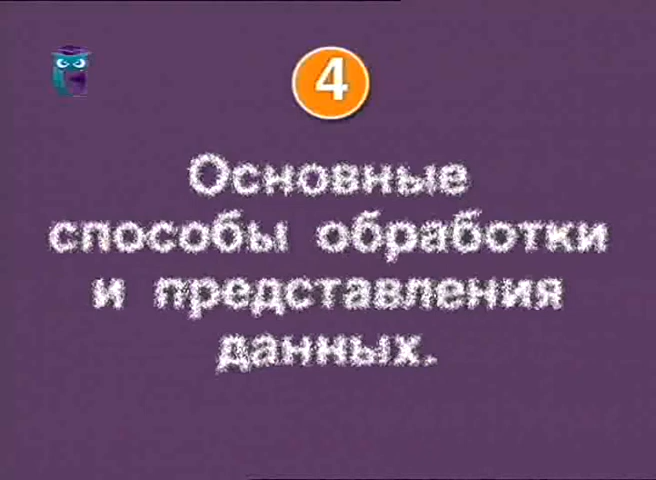 4
Основные
способы обработки
и представления
данных.